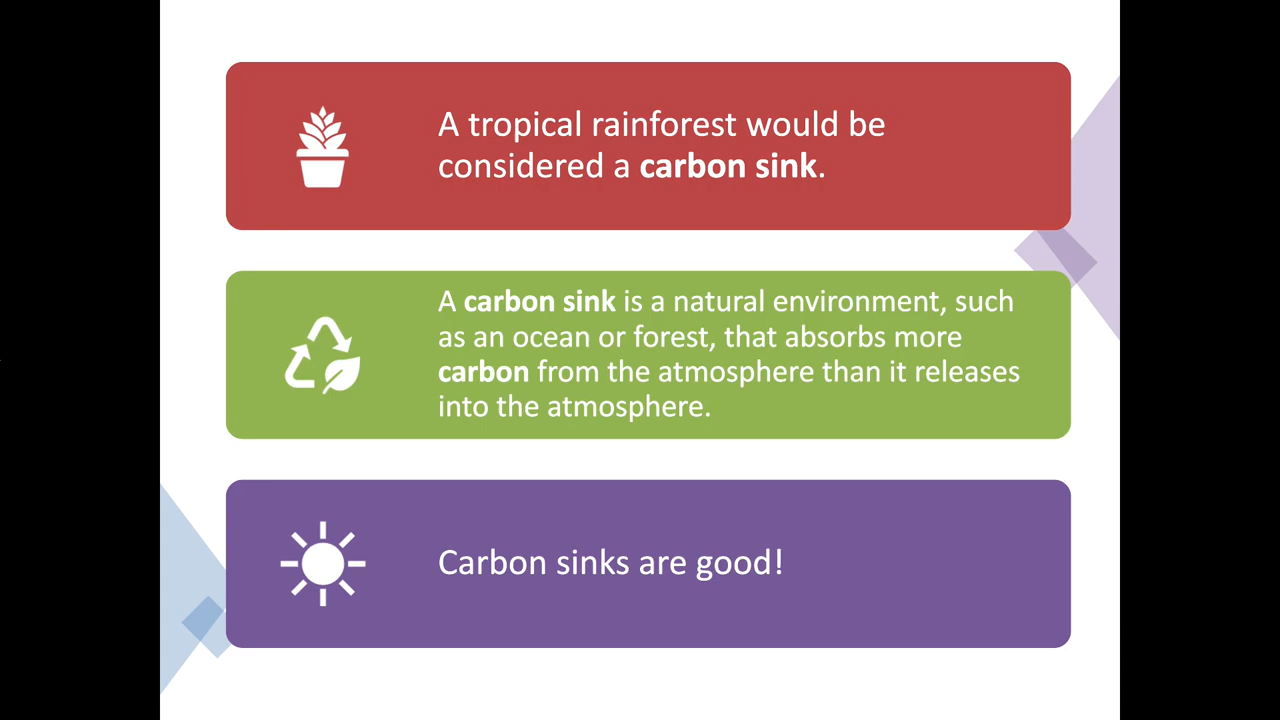 A tropical rainforest would be
considered a carbon sink.
A carbon sink is a natural environment, such
as an ocean or forest, that absorbs more
carbon from the atmosphere than it releases
into the atmosphere.
Carbon sinks are good!